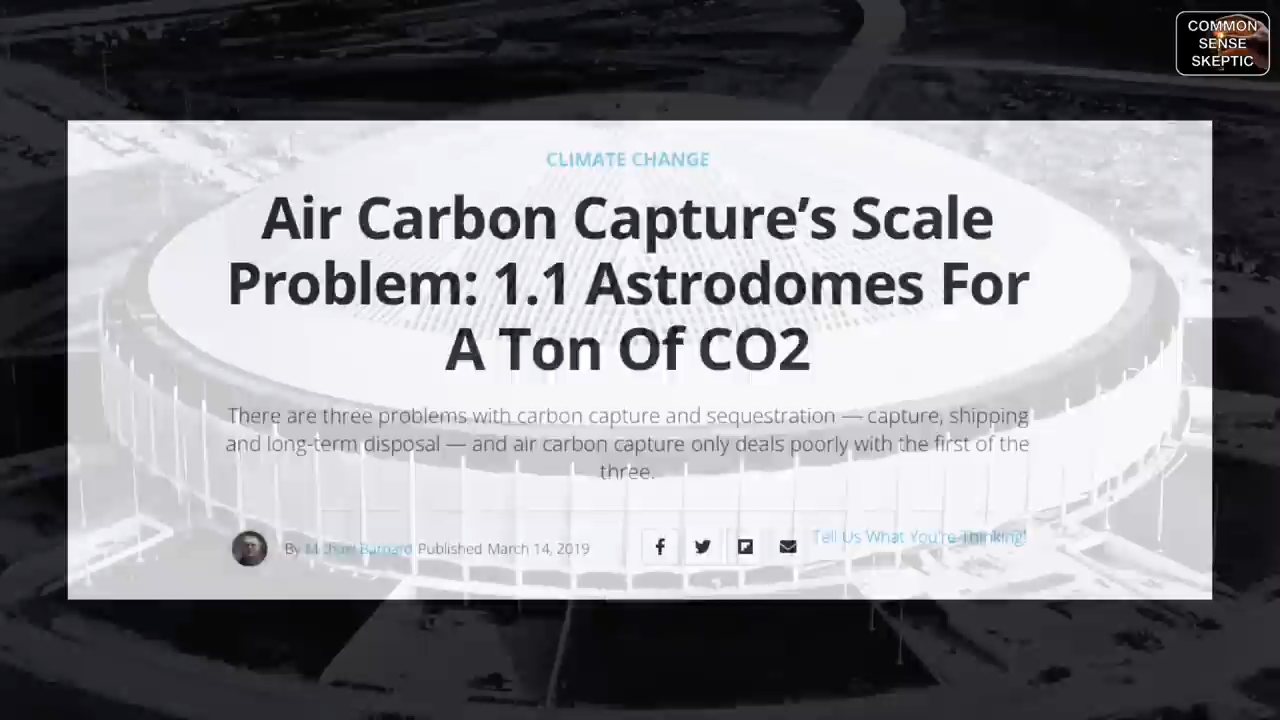 COMMON
SENSE
SKEPTIC
CLIMATE CHANGE
Air Carbon Capture’s Scale
Problem: 1.1 Astrodomes For
A Ton Of CO2
There are three problems with carbon capture and sequestration — capture, shipping
and long-term disposal — and air carbon capture only deals poorly with the first of the
three.
By Michael Barnard Published March 14, 2019
Tell Us What You're Thinking!